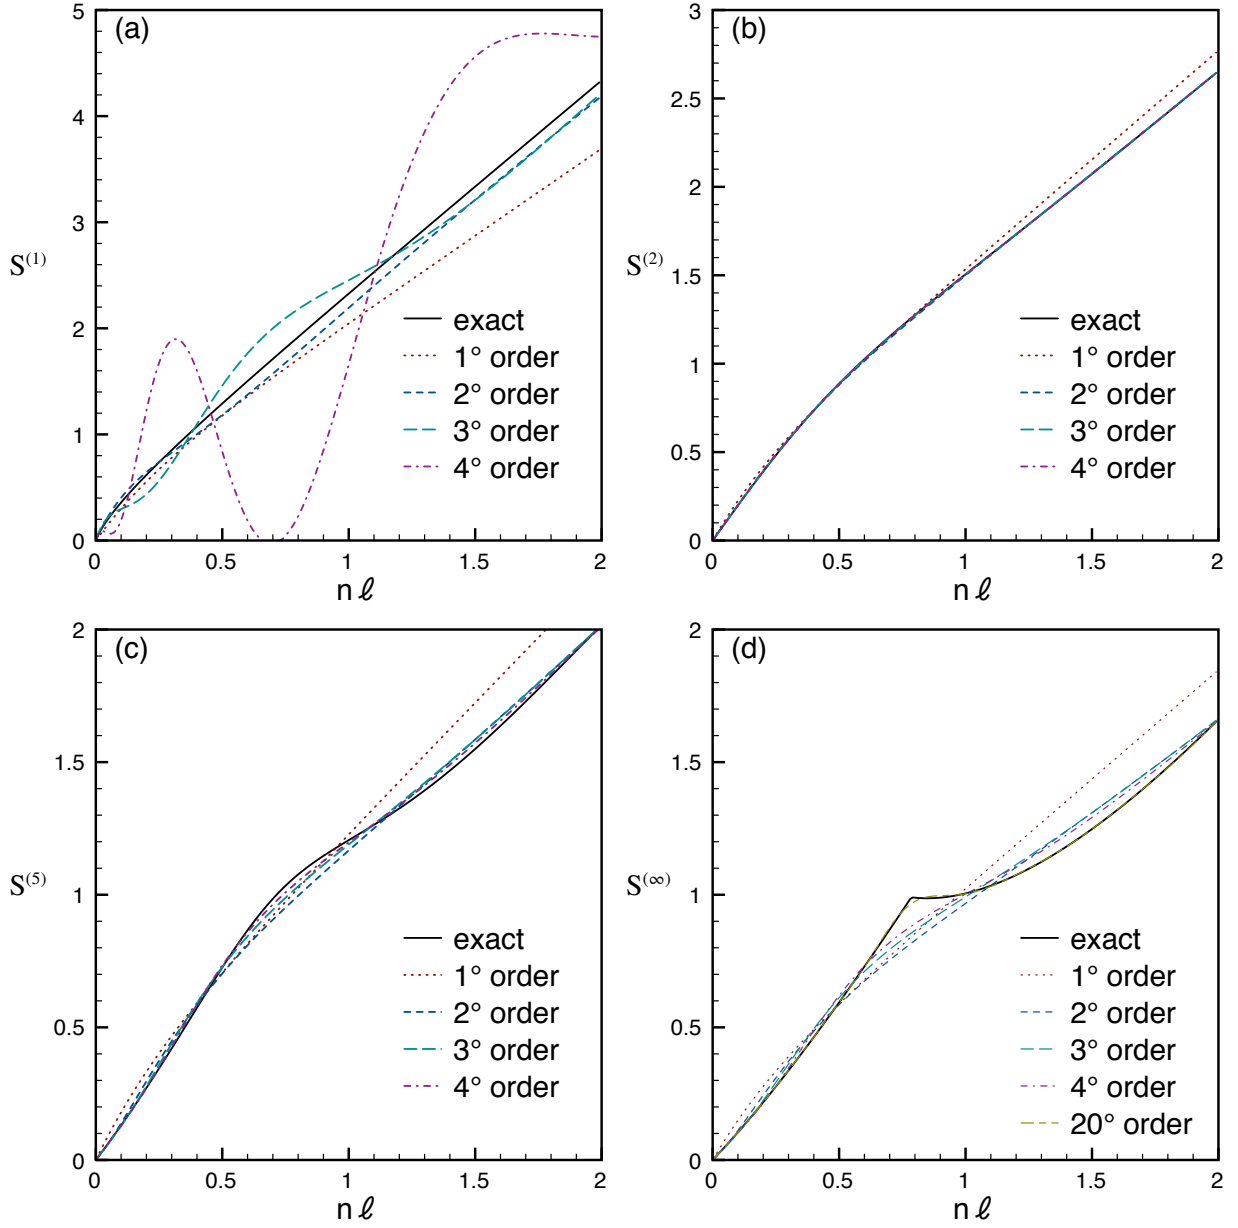 (a)
5
4
3
2
1
0
S(1)
exact
1° order
2° order
3° order
4° order
0 0.5 1 1.5 2
n ℓ
(b)
3
2.5
2
1.5
1
0.5
0
S(2)
exact
1° order
2° order
3° order
4° order
0 0.5 1 1.5 2
n ℓ
(c)
2
1.5
1
0.5
0
S(5)
exact
1° order
2° order
3° order
4° order
0 0.5 1 1.5 2
n ℓ
(d)
2
1.5
1
0.5
0
S(∞)
exact
1° order
2° order
3° order
4° order
20° order
0 0.5 1 1.5 2
n ℓ